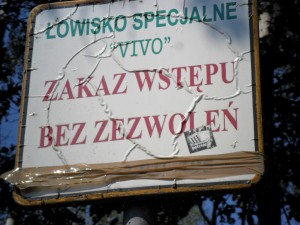 ŁOWISKO SPECJALNE
"VIVO"
ZAKAZ WSTĘPU
BEZ ZEZWOLEŃ